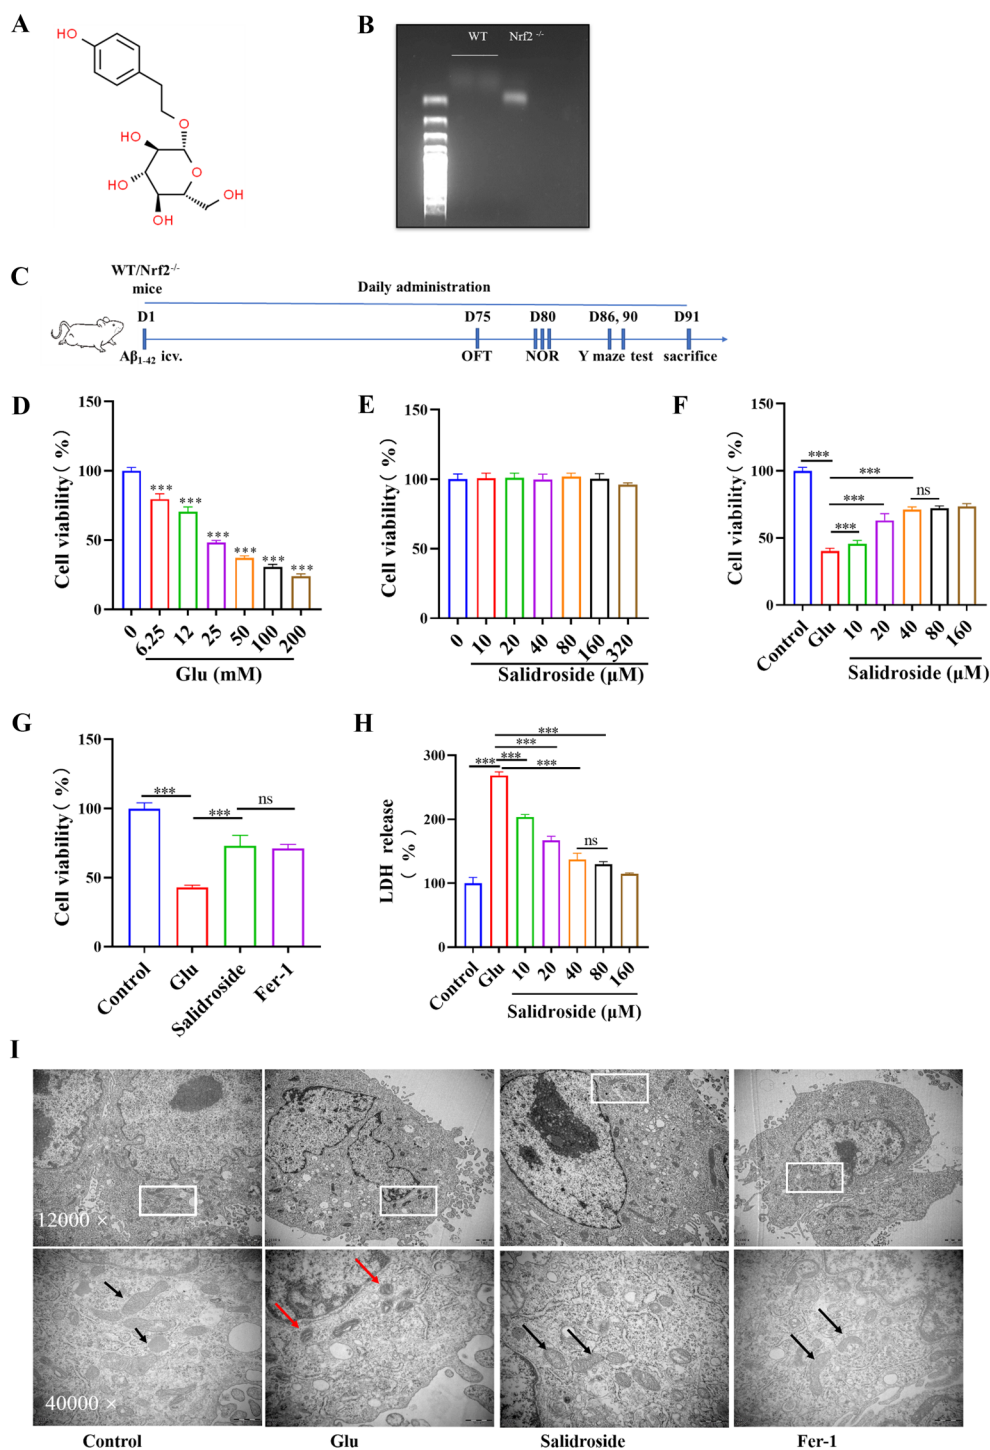 A
HO
O
HO
O
HO
OH
OH
B
WT Nrf2 -/-
C
WT/Nrf2-/-
mice
Daily administration
D1 D75 D80 D86, 90 D91
Aβ1-42 icv. OFT NOR Y maze test sacrifice
D
Cell viability( %)
150
100
50
0
*** *** *** *** *** ***
0 6.25 12 25 50 100 200
Glu (mM)
E
Cell viability( %)
150
100
50
0
0 10 20 40 80 160 320
Salidroside (μM)
F
Cell viability( %)
150
100
50
0
***
***
***
***
ns
Control Glu 10 20 40 80 160
Salidroside (μM)
G
Cell viability( %)
150
100
50
0
***
***
ns
Control Glu Salidroside Fer-1
H
LDH release
( %)
300
200
100
0
***
***
*** ***
***
ns
Control Glu 10 20 40 80 160
Salidroside (μM)
I
12000 ×
40000 ×
Control Glu Salidroside Fer-1